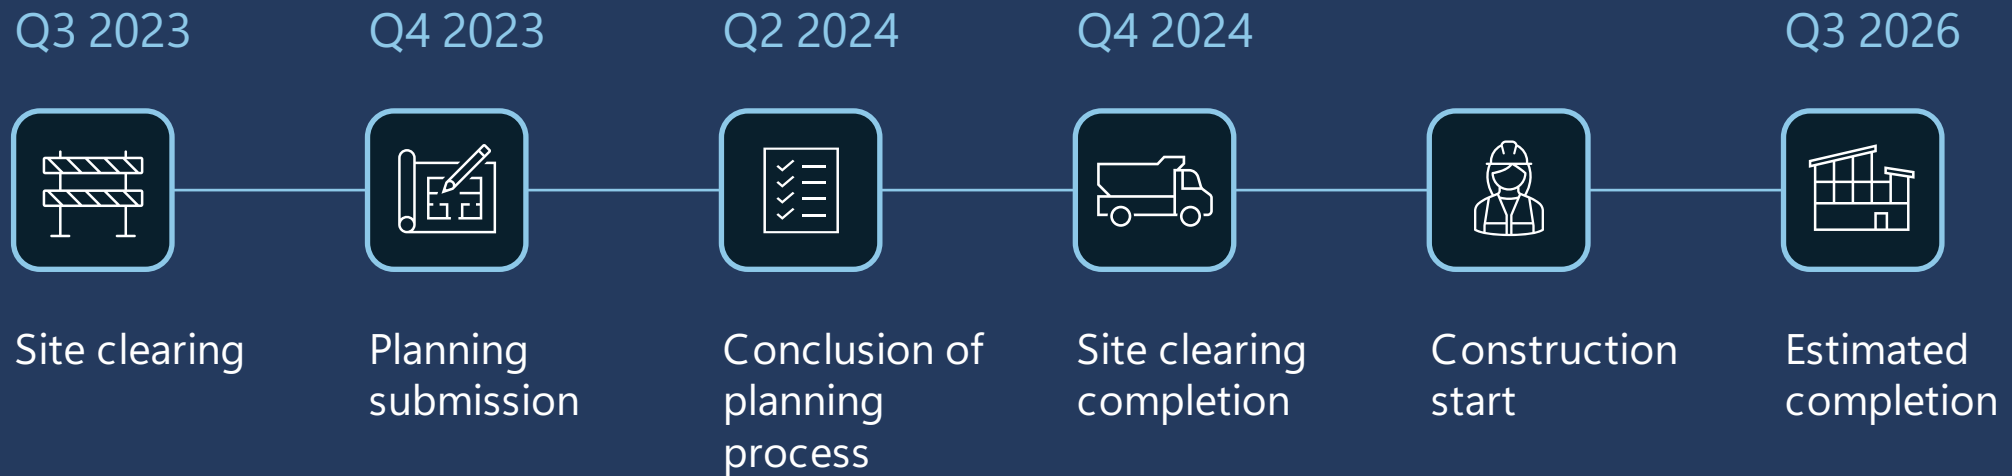 Q3 2023
Site clearing
Q4 2023
Planning
submission
Q2 2024
Conclusion of
planning
process
Q4 2024
Site clearing
completion
Construction
start
Q3 2026
Estimated
completion